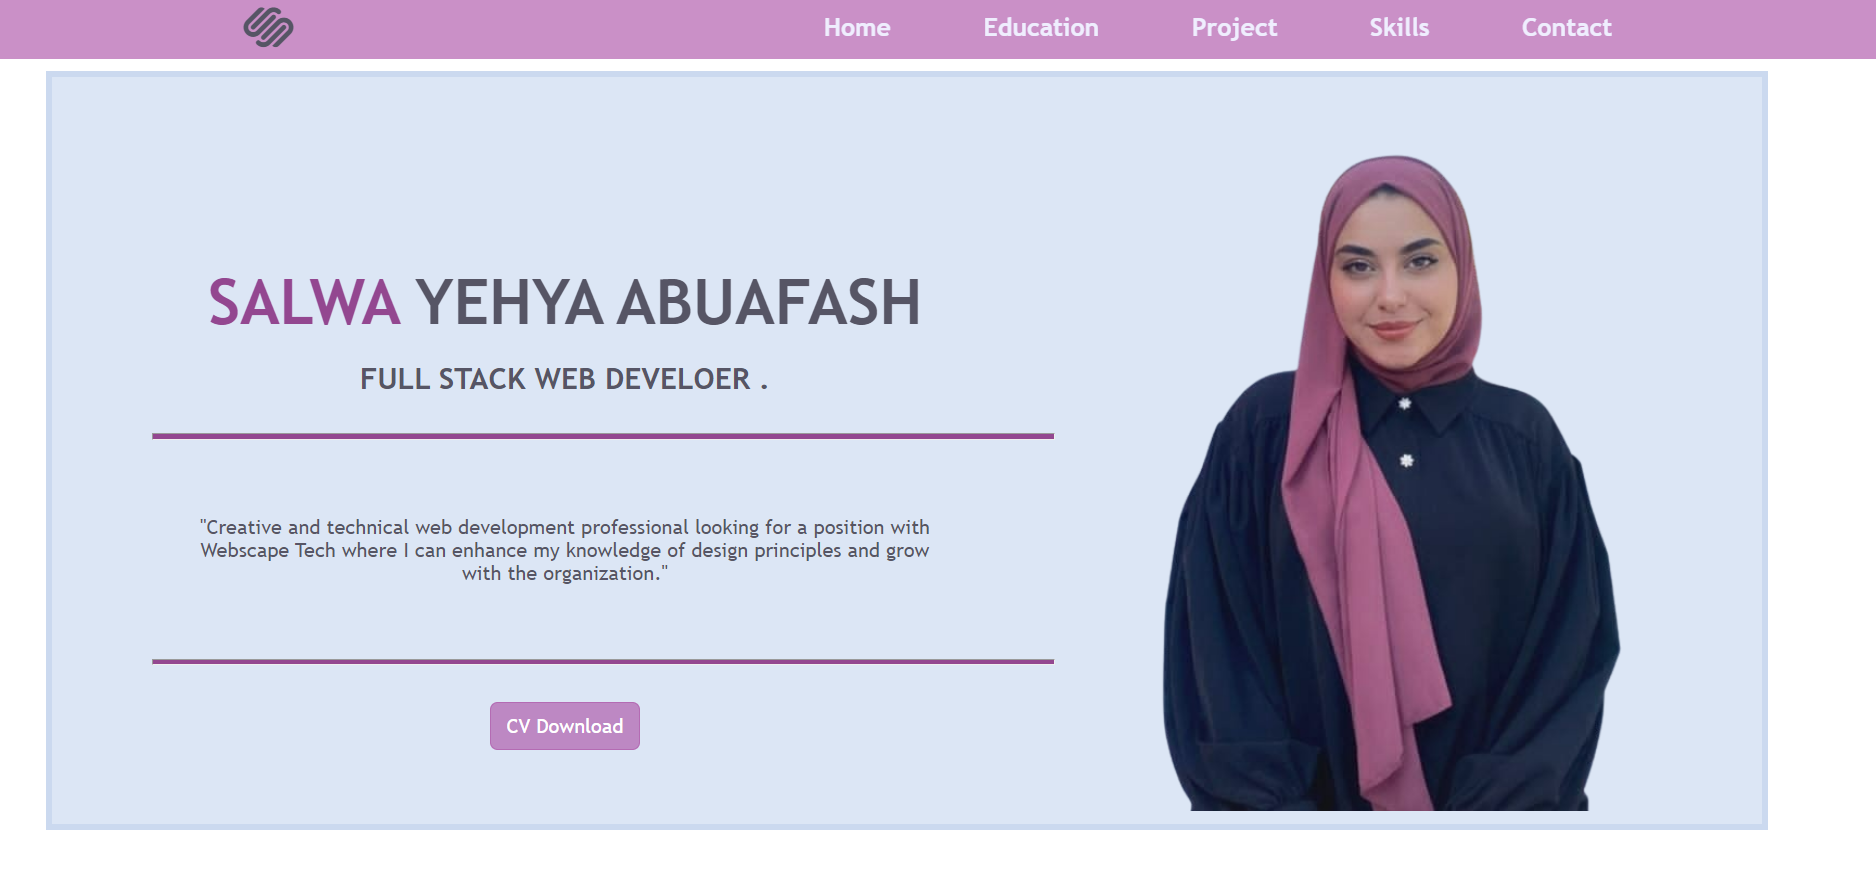 Home Education Project Skills Contact
SALWA YEHYA ABUAFASH
FULL STACK WEB DEVELOER .
"Creative and technical web development professional looking for a position with
Webscape Tech where I can enhance my knowledge of design principles and grow
with the organization."
CV Download